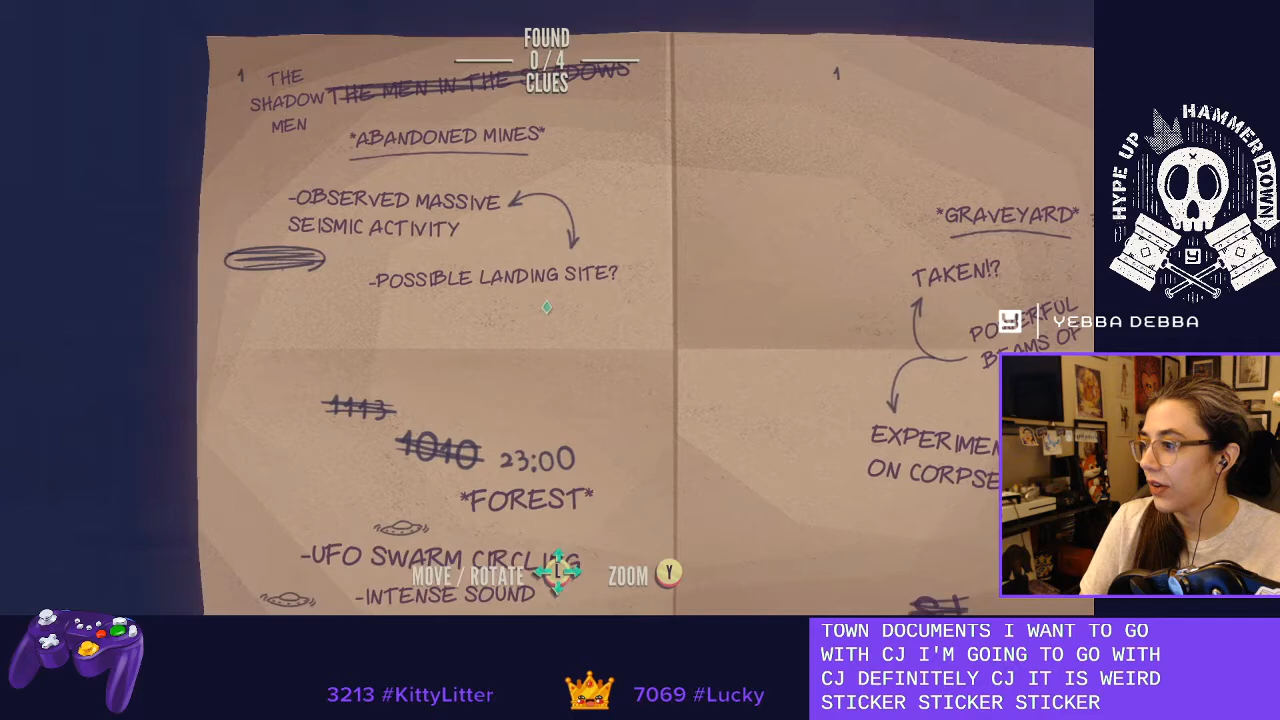 FOUND
0/4
CLUES
1
THE
SHADOW
MEN
THE MEN IN THE SHADOWS
*ABANDONED MINES*
-OBSERVED MASSIVE
SEISMIC ACTIVITY
-POSSIBLE LANDING SITE?
1113
1010 23:00
*FOREST*
-UFO SWARM CIRCLING
-INTENSE SOUND
MOVE / ROTATE L ZOOM Y
1
*GRAVEYARD*
TAKEN!?
POWERFUL
BEAMS OF
EXPERIMEN
ON CORPSE
HYPE UP HAMMER DOWN
YEBBA DEBBA
TOWN DOCUMENTS I WANT TO GO
WITH CJ I'M GOING TO GO WITH
CJ DEFINITELY CJ IT IS WEIRD
STICKER STICKER STICKER
3213 #KittyLitter
7069 #Lucky